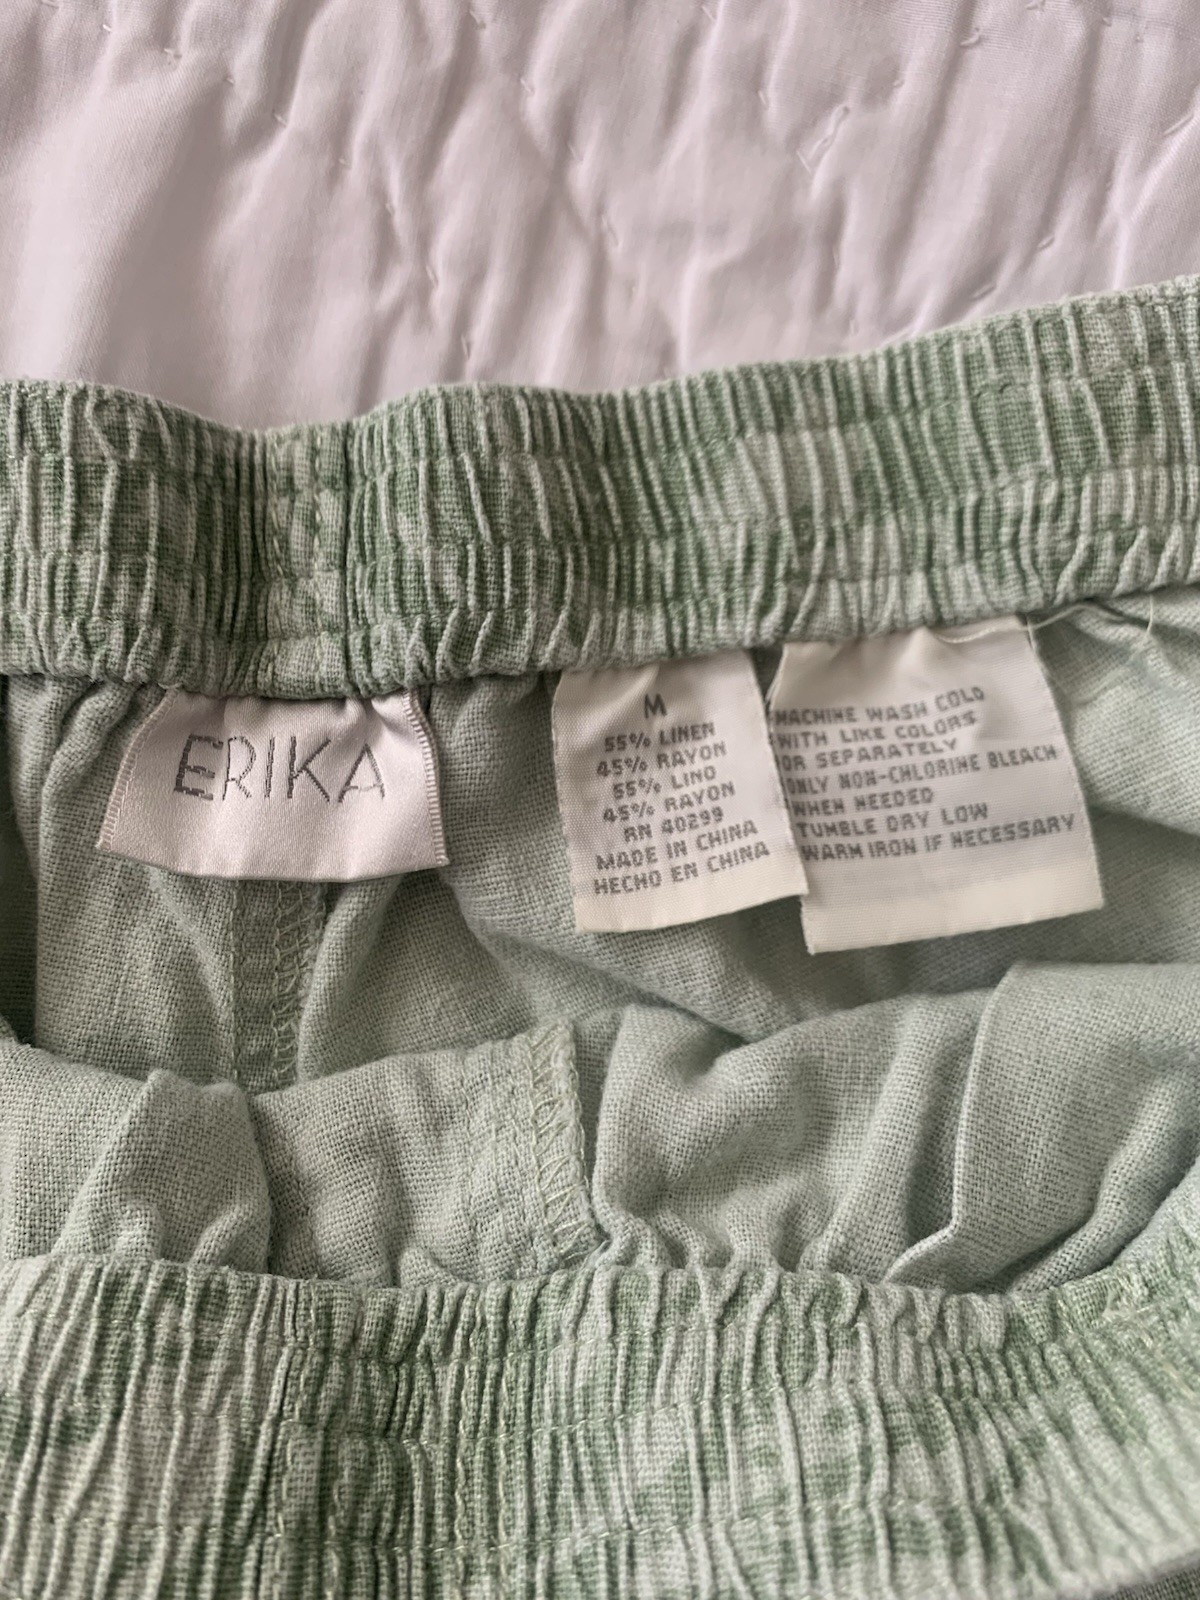 ERIKA
M
55% LINEN
45% RAYON
55% LINO
45% RAYON
RN 40299
MADE IN CHINA
HECHO EN CHINA
MACHINE WASH COLD
WITH LIKE COLORS
OR SEPARATELY
ONLY NON-CHLORINE BLEACH
WHEN NEEDED
TUMBLE DRY LOW
WARM IRON IF NECESSARY